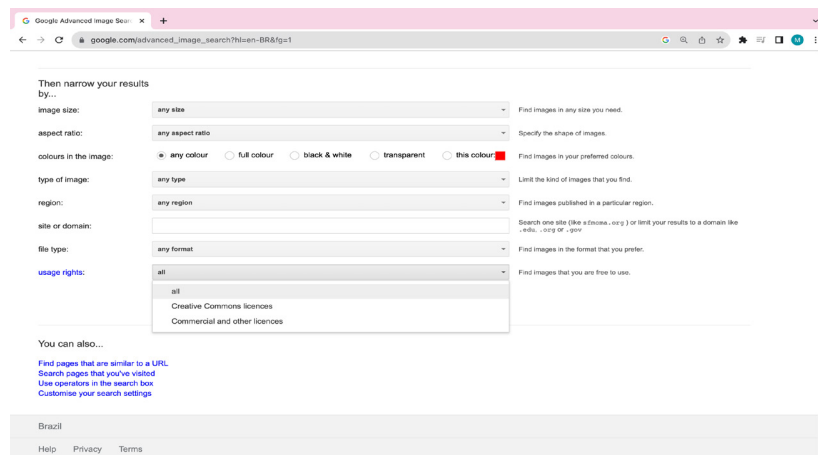 Google Advanced Image Sear
google.com/advanced_image_search?hl=en-BR&fg=1
M
Then narrow your results
by...
image size: any size Find images in any size you need.
aspect ratio: any aspect ratio Specify the shape of images.
colours in the image: any colour full colour black & white transparent this colour: Find images in your preferred colours.
type of image: any type Limit the kind of images that you find.
region: any region Find images published in a particular region.
site or domain: Search one site (like sfmoma.org ) or limit your results to a domain like
.edu, .org or .gov
file type: any format Find images in the format that you prefer.
usage rights: all Find images that you are free to use.
all
Creative Commons licences
Commercial and other licences
You can also...
Find pages that are similar to a URL
Search pages that you've visited
Use operators in the search box
Customise your search settings
Brazil
Help Privacy Terms